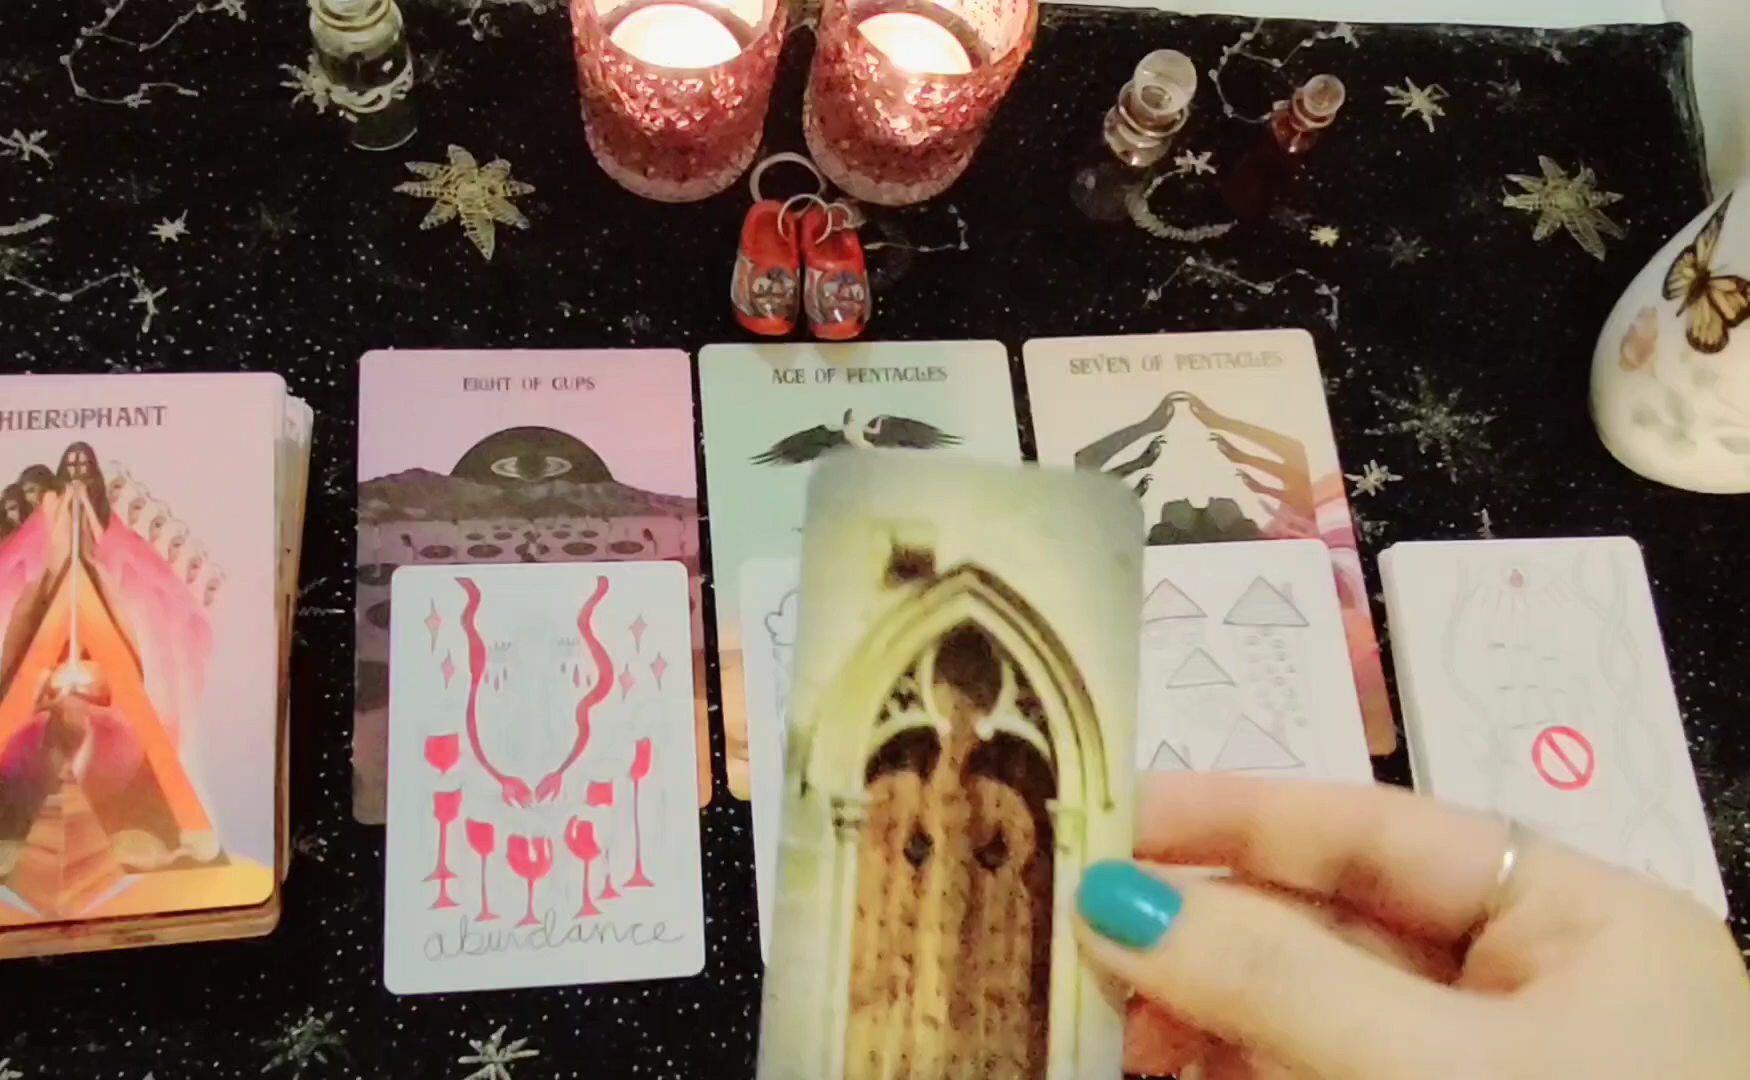 HIEROPHANT
EIGHT OF CUPS
ACE OF PENTACLES
SEVEN OF PENTACLES
abundance